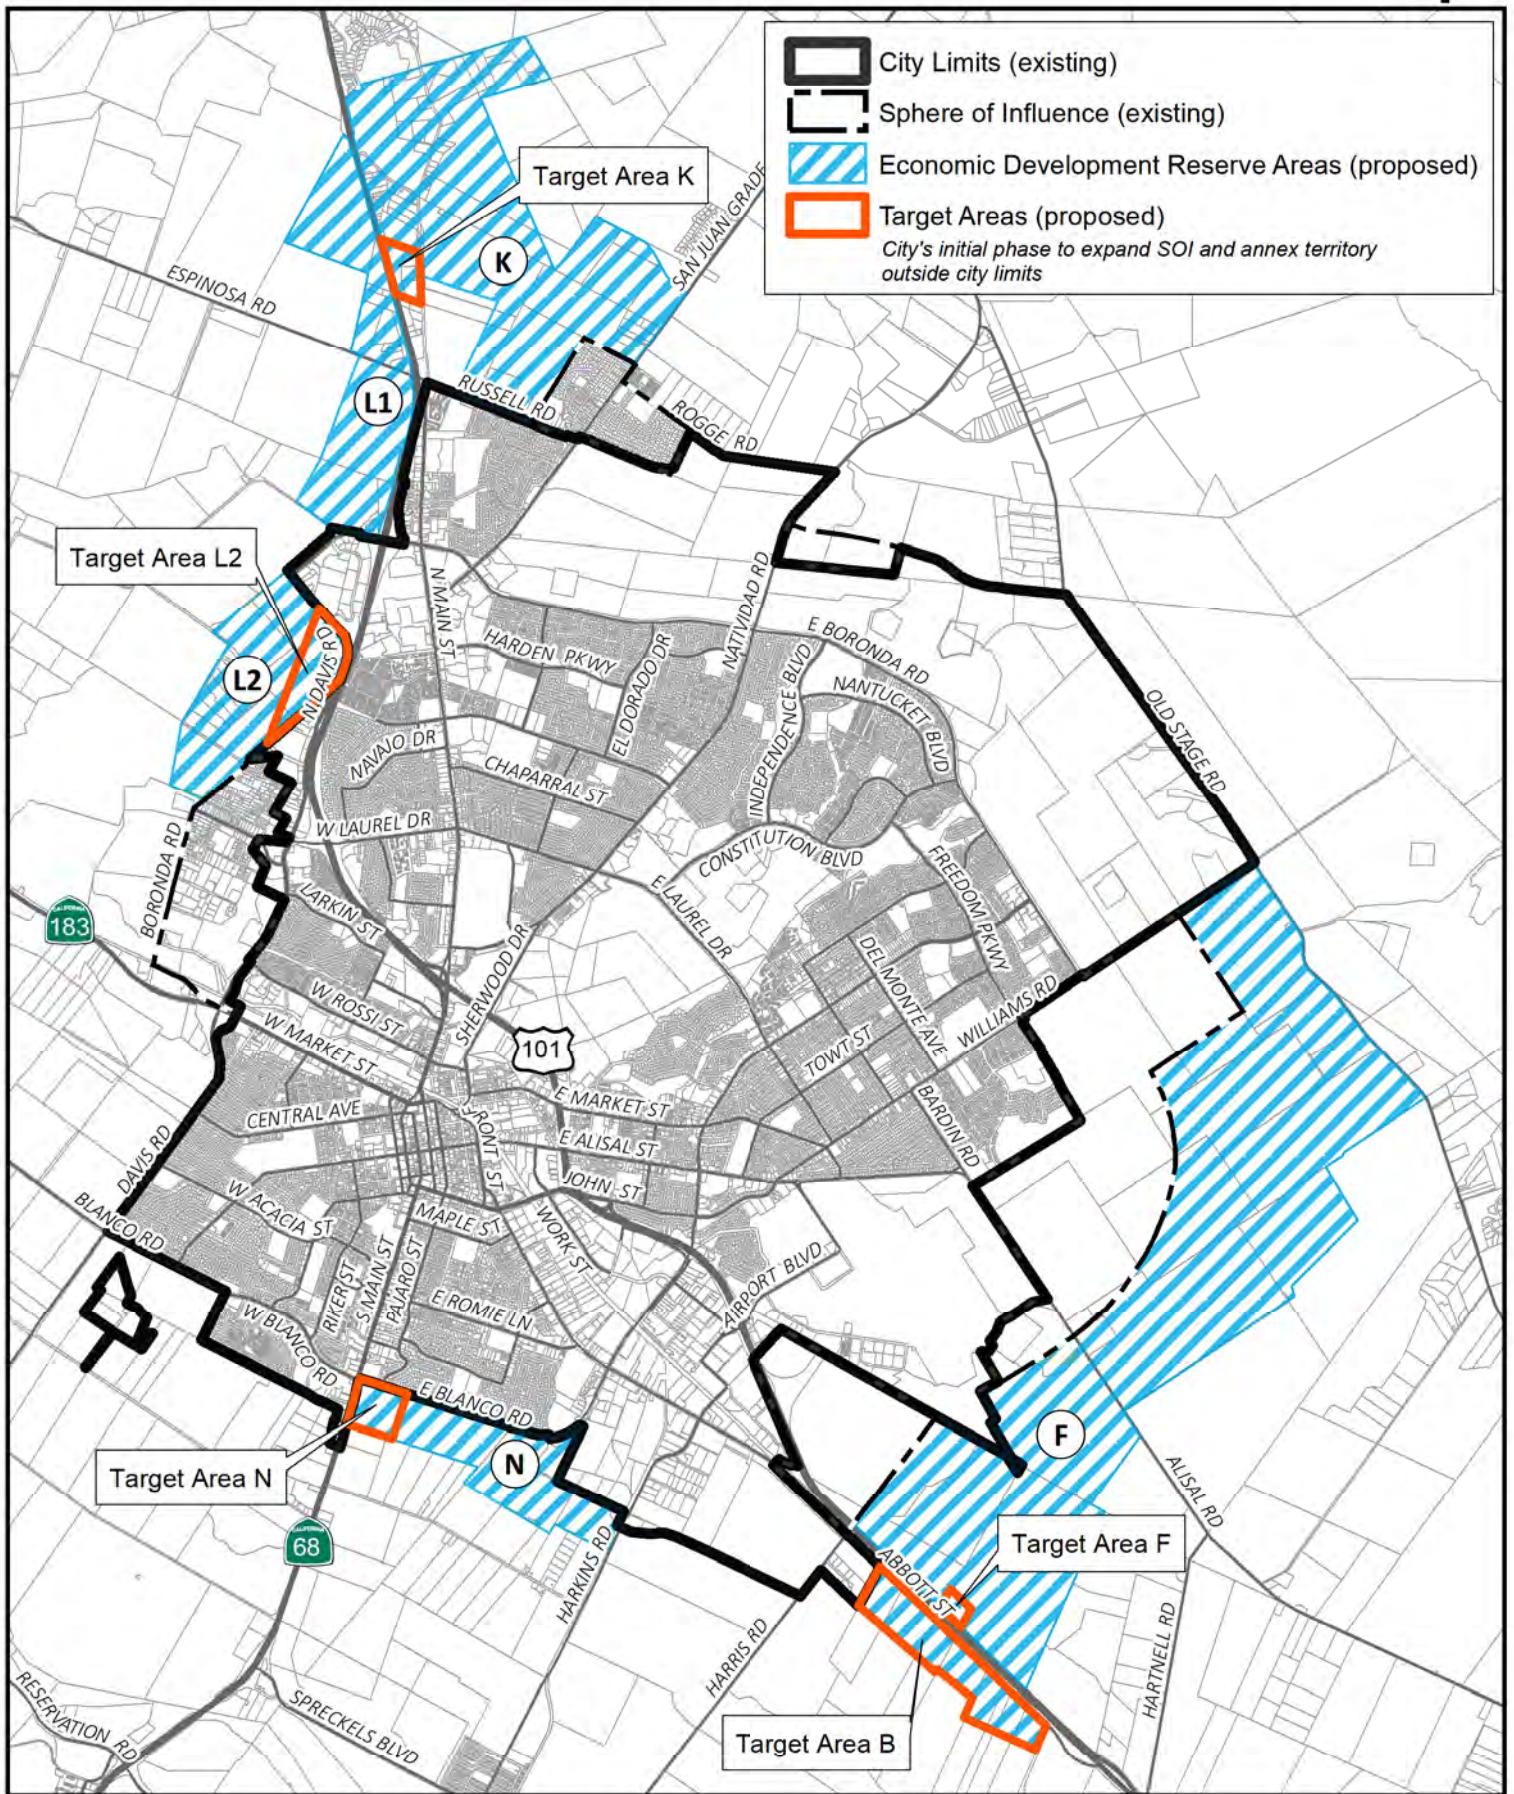 City Limits (existing)
Sphere of Influence (existing)
Economic Development Reserve Areas (proposed)
Target Areas (proposed)
City's initial phase to expand SOI and annex territory
outside city limits
Target Area K
SAN JUAN GRADE
K
ESPINOSA RD
L1
RUSSELL RD
ROGGE RD
Target Area L2
N MAIN ST
NATIVIDAD RD
HARDEN PKWY
EL DORADO DR
E BORONDA RD
L2
N DAVIS RD
INDEPENDENCE BLVD
NANTUCKET BLVD
OLD STAGE RD
NAVAJO DR
CHAPARRAL ST
W LAUREL DR
BORONDA RD
CONSTITUTION BLVD
LARKIN ST
E LAUREL DR
FREEDOM PKWY
CALIFORNIA
183
DEL MONTE AVE
SHERWOOD DR
W ROSSI ST
W MARKET ST
101
WILLIAMS RD
TOWT ST
E MARKET ST
CENTRAL AVE
FRONT ST
E ALISAL ST
BARDIN RD
DAVIS RD
JOHN ST
W ACACIA ST
MAPLE ST
WORK ST
BLANCO RD
S MAIN ST
PAJARO ST
AIRPORT BLVD
RIKER ST
E ROMIE LN
W BLANCO RD
E BLANCO RD
Target Area N
N
F
ALISAL RD
CALIFORNIA
68
Target Area F
ABBOTT ST
HARKINS RD
HARRIS RD
HARTNELL RD
Target Area B
RESERVATION RD
SPRECKELS BLVD